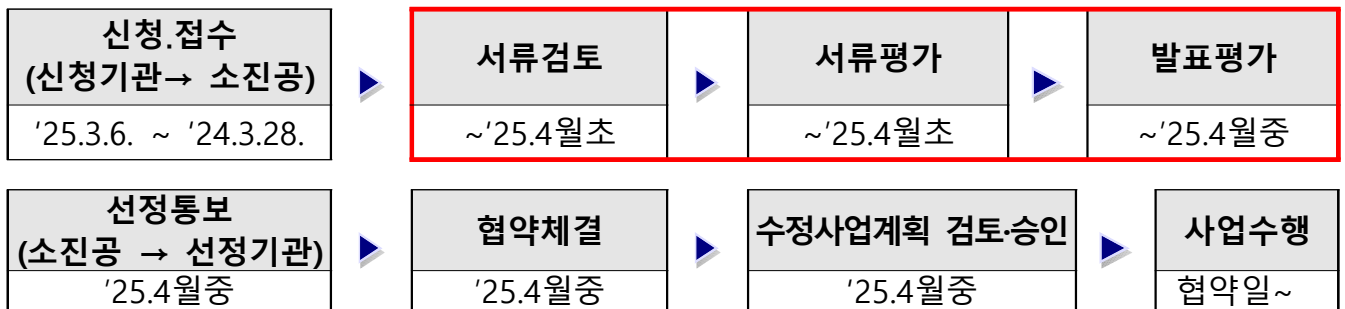 신청.접수
(신청기관→ 소진공)
'25.3.6. ~ '24.3.28.
서류검토
~'25.4월초
서류평가
~'25.4월초
발표평가
~'25.4월중
선정통보
(소진공 → 선정기관)
'25.4월중
협약체결
'25.4월중
수정사업계획 검토·승인
'25.4월중
사업수행
협약일~